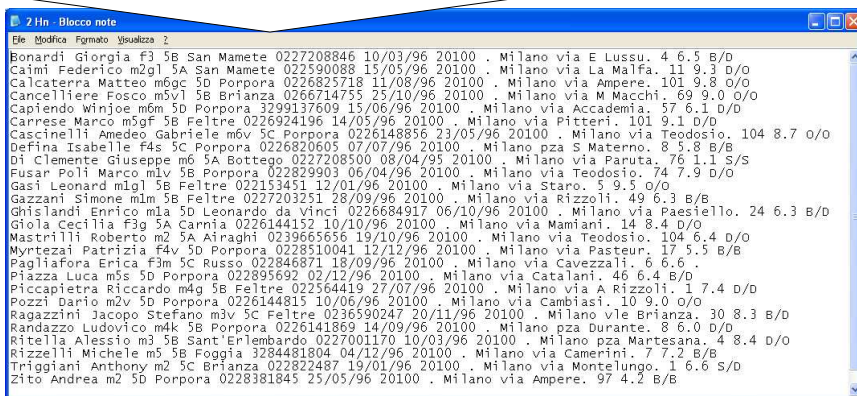 2 Hn - Blocco note
File Modifica Formato Visualizza ?
Bonardi Giorgia f3 5B San Mamete 0227208846 10/03/96 20100 . Milano via E Lussu. 4 6.5 B/D
Caimi Federico m2gl 5A San Mamete 022590088 15/05/96 20100 . Milano via La Malfa. 11 9.3 D/O
Calcaterra Matteo m6gc 5D Porpora 0226825718 11/08/96 20100 . Milano via Ampere. 101 9.8 O/O
Cancelliere Fosco m5vl 5B Brianza 0266714755 25/10/96 20100 . Milano via M Macchi. 69 9.0 O/O
Capiendo Winjoe m6m 5D Porpora 3299137609 15/06/96 20100 . Milano via Accademia. 57 6.1 D/D
Carrese Marco m5gf 5B Feltre 0226924196 14/05/96 20100 . Milano via Pitteri. 101 9.1 D/O
Cascinelli Amedeo Gabriele m6v 5C Porpora 0226148856 23/05/96 20100 . Milano via Teodosio. 104 8.7 O/O
Defina Isabelle f4s 5C Porpora 0226820605 07/07/96 20100 . Milano pza S Materno. 8 5.8 B/B
Di Clemente Giuseppe m6 5A Bottego 0227208500 08/04/95 20100 . Milano via Paruta. 76 1.1 S/S
Fusar Poli Marco m1v 5B Porpora 022829903 06/04/96 20100 . Milano via Teodosio. 74 7.9 D/O
Gasi Leonard m1gl 5B Feltre 022153451 12/01/96 20100 . Milano via Staro. 5 9.5 O/O
Gazzani Simone m1m 5B Feltre 0227203251 28/09/96 20100 . Milano via Rizzoli. 49 6.3 B/B
Ghislandi Enrico m1a 5D Leonardo da Vinci 0226684917 06/10/96 20100 . Milano via Paesiello. 24 6.3 B/D
Giola Cecilia f3g 5A Carnia 0226144152 10/10/96 20100 . Milano via Mamiani. 14 8.4 D/O
Mastrilli Roberto m2 5A Airaghi 0239665656 19/10/96 20100 . Milano via Teodosio. 104 6.4 D/O
Myrtezai Patrizia f4v 5D Porpora 0228510041 12/12/96 20100 . Milano via Pasteur. 17 5.5 B/B
Pagliafora Erica f3m 5C Russo 022846871 18/09/96 20100 . Milano via Cavezzali. 6 6.6 .
Piazza Luca m5s 5D Porpora 022895692 02/12/96 20100 . Milano via Catalani. 46 6.4 B/D
Piccapietra Riccardo m4g 5B Feltre 022564419 27/07/96 20100 . Milano via A Rizzoli. 1 7.4 D/D
Pozzi Dario m2v 5D Porpora 0226144815 10/06/96 20100 . Milano via Cambiasi. 10 9.0 O/O
Ragazzini Jacopo Stefano m3v 5C Feltre 0236590247 20/11/96 20100 . Milano vle Brianza. 30 8.3 B/D
Randazzo Ludovico m4k 5B Porpora 0226141869 14/09/96 20100 . Milano pza Durante. 8 6.0 D/D
Ritella Alessio m3 5B Sant'Erlembardo 0227001170 10/03/96 20100 . Milano pza Martesana. 4 8.4 D/O
Rizzelli Michele m5 5B Foggia 3284481804 04/12/96 20100 . Milano via Camerini. 7 7.2 B/B
Triggiani Anthony m2 5C Brianza 022822487 19/01/96 20100 . Milano via Montelungo. 1 6.6 S/D
Zito Andrea m2 5D Porpora 0228381845 25/05/96 20100 . Milano via Ampere. 97 4.2 B/B